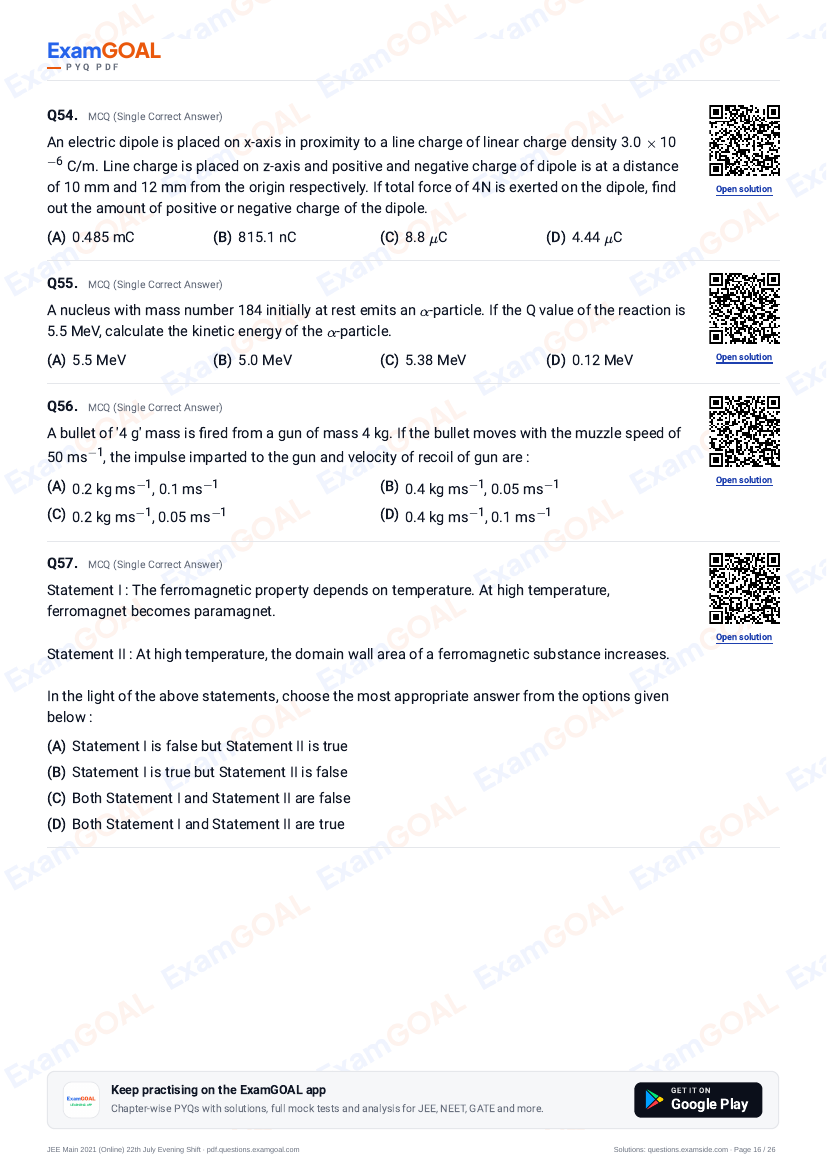 ExamGOAL
PYQ PDF
Q54. MCQ (Single Correct Answer)
An electric dipole is placed on x-axis in proximity to a line charge of linear charge density 3.0 × 10
−6 C/m. Line charge is placed on z-axis and positive and negative charge of dipole is at a distance
of 10 mm and 12 mm from the origin respectively. If total force of 4N is exerted on the dipole, find
out the amount of positive or negative charge of the dipole.
Open solution
(A) 0.485 mC (B) 815.1 nC (C) 8.8 μC (D) 4.44 μC
Q55. MCQ (Single Correct Answer)
A nucleus with mass number 184 initially at rest emits an α-particle. If the Q value of the reaction is
5.5 MeV, calculate the kinetic energy of the α-particle.
Open solution
(A) 5.5 MeV (B) 5.0 MeV (C) 5.38 MeV (D) 0.12 MeV
Q56. MCQ (Single Correct Answer)
A bullet of '4 g' mass is fired from a gun of mass 4 kg. If the bullet moves with the muzzle speed of
50 ms−1, the impulse imparted to the gun and velocity of recoil of gun are :
Open solution
(A) 0.2 kg ms−1, 0.1 ms−1 (B) 0.4 kg ms−1, 0.05 ms−1
(C) 0.2 kg ms−1, 0.05 ms−1 (D) 0.4 kg ms−1, 0.1 ms−1
Q57. MCQ (Single Correct Answer)
Statement I : The ferromagnetic property depends on temperature. At high temperature,
ferromagnet becomes paramagnet.
Open solution
Statement II : At high temperature, the domain wall area of a ferromagnetic substance increases.
In the light of the above statements, choose the most appropriate answer from the options given
below :
(A) Statement I is false but Statement II is true
(B) Statement I is true but Statement II is false
(C) Both Statement I and Statement II are false
(D) Both Statement I and Statement II are true
ExamGOAL
Keep practising on the ExamGOAL app
Chapter-wise PYQs with solutions, full mock tests and analysis for JEE, NEET, GATE and more.
GET IT ON
Google Play
JEE Main 2021 (Online) 22th July Evening Shift · pdf.questions.examgoal.com
Solutions: questions.examside.com · Page 16 / 26